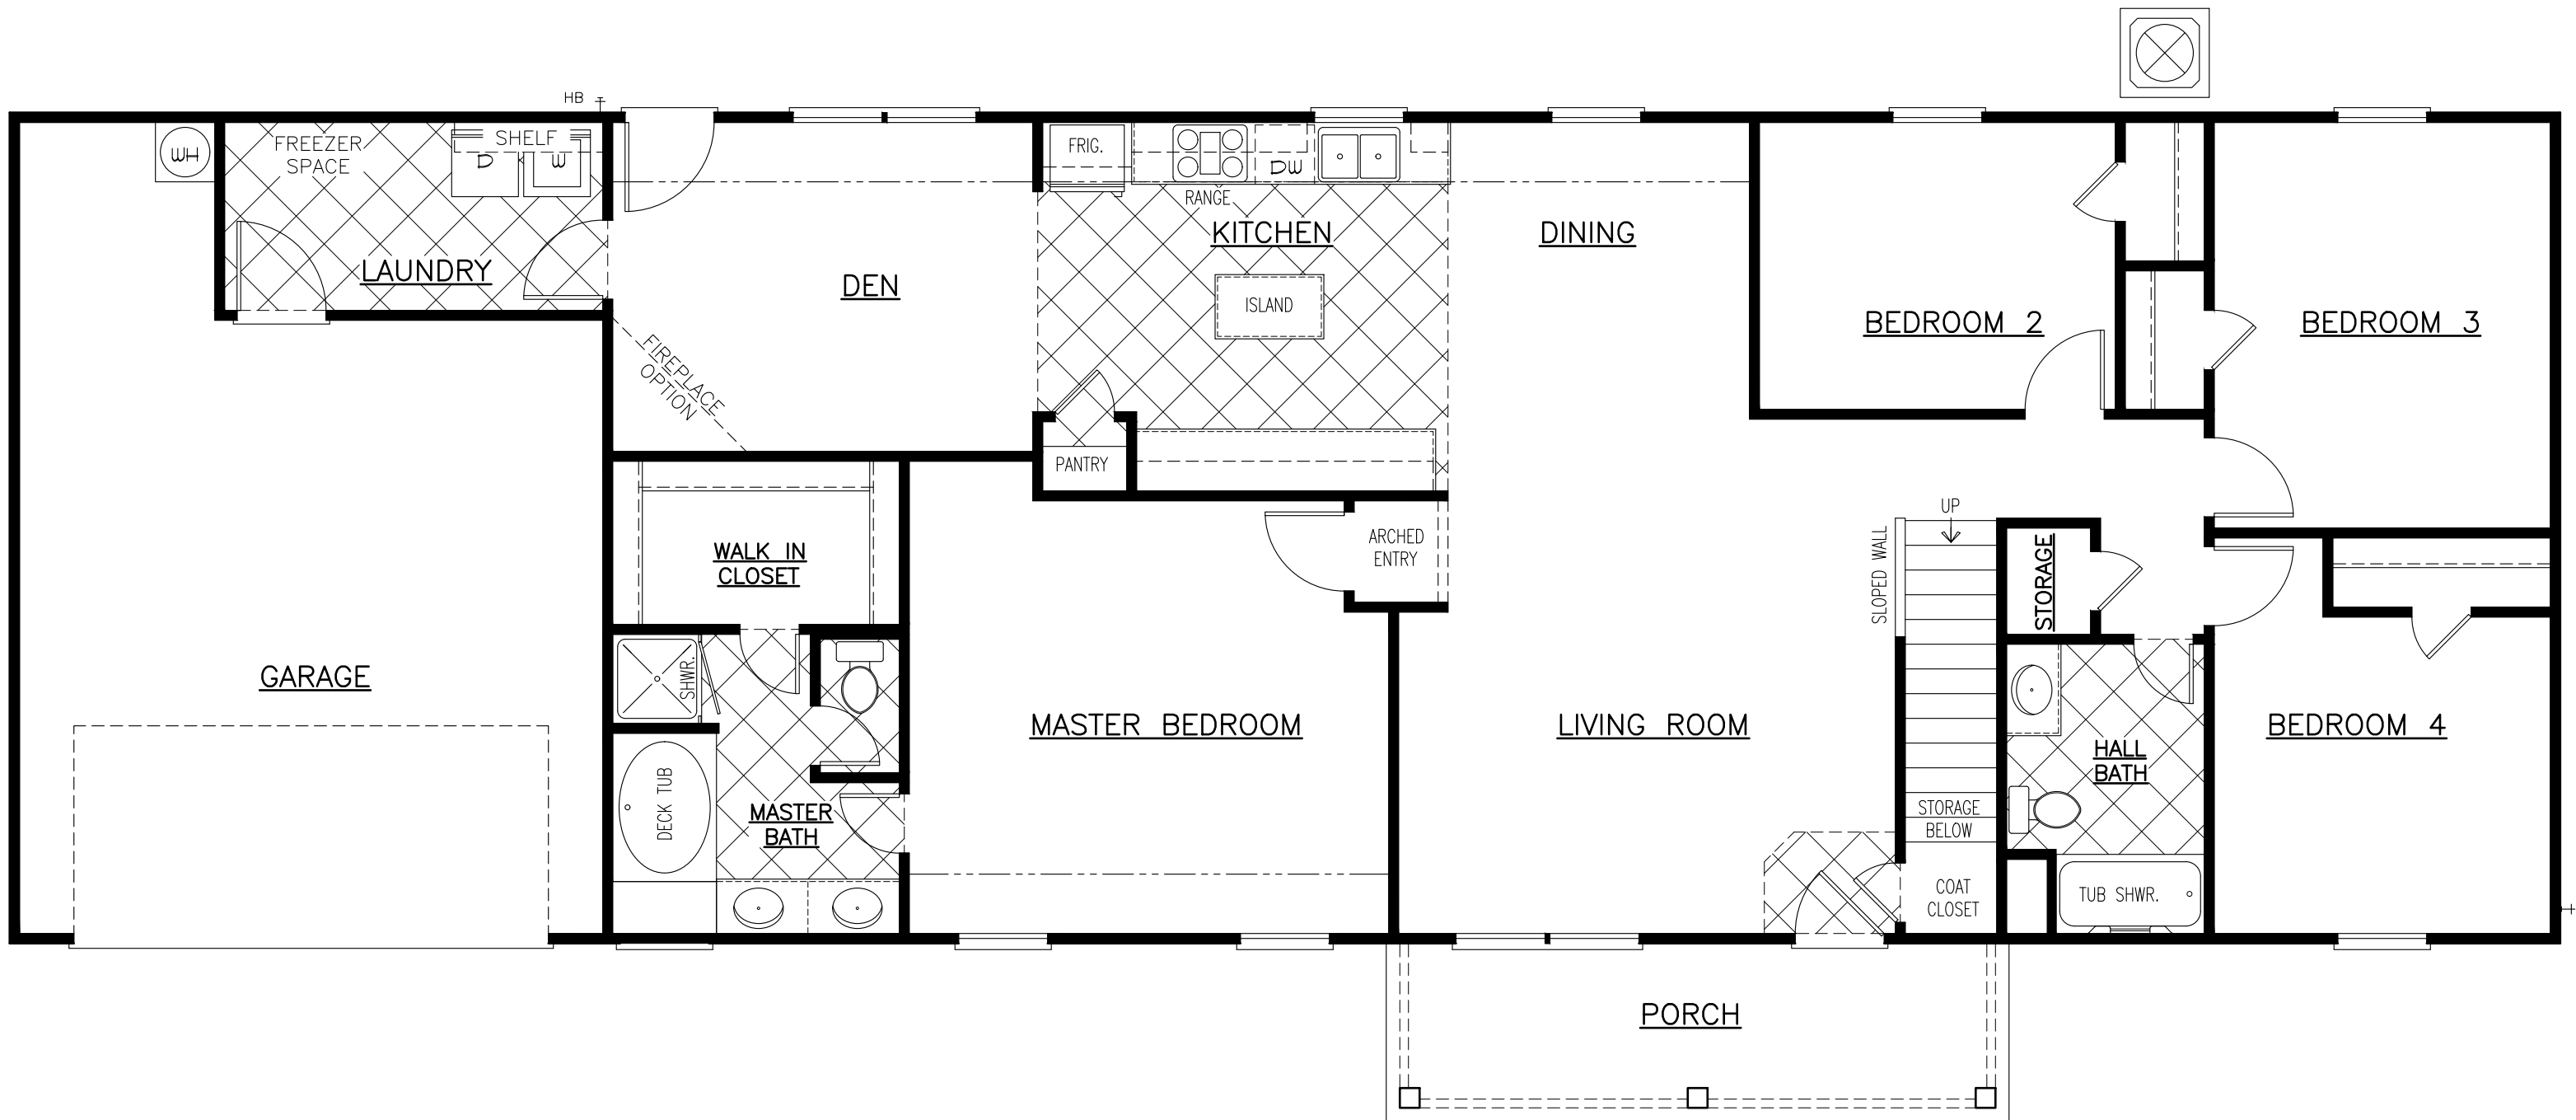 HB
FREEZER
SPACE
SHELF
D
W
WH
LAUNDRY
DEN
FIREPLACE
OPTION
FRIG.
RANGE
DW
KITCHEN
ISLAND
PANTRY
DINING
BEDROOM 2
BEDROOM 3
WALK IN
CLOSET
ARCHED
ENTRY
UP
SLOPED WALL
STORAGE
GARAGE
SHWR.
DECK TUB
MASTER
BATH
MASTER BEDROOM
LIVING ROOM
STORAGE
BELOW
COAT
CLOSET
HALL
BATH
TUB SHWR.
BEDROOM 4
PORCH